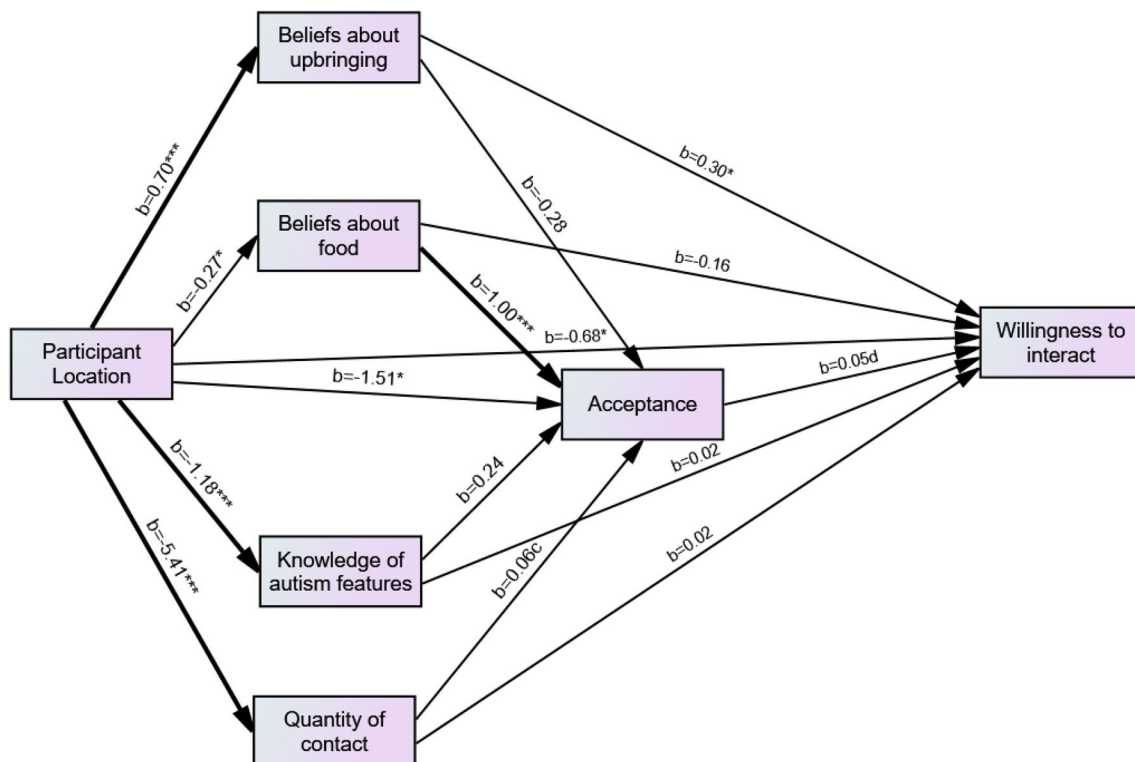 Beliefs about
upbringing
b=0.70***
b=0.30*
b=-0.28
Beliefs about
food
b=-0.27*
b=-0.16
b=1.00***
Participant
Location
b=-0.68*
b=-1.51*
Willingness to
interact
b=0.05d
Acceptance
b=-1.18***
b=0.24
b=0.02
b=-5.41***
Knowledge of
autism features
b=0.06c
b=0.02
Quantity of
contact